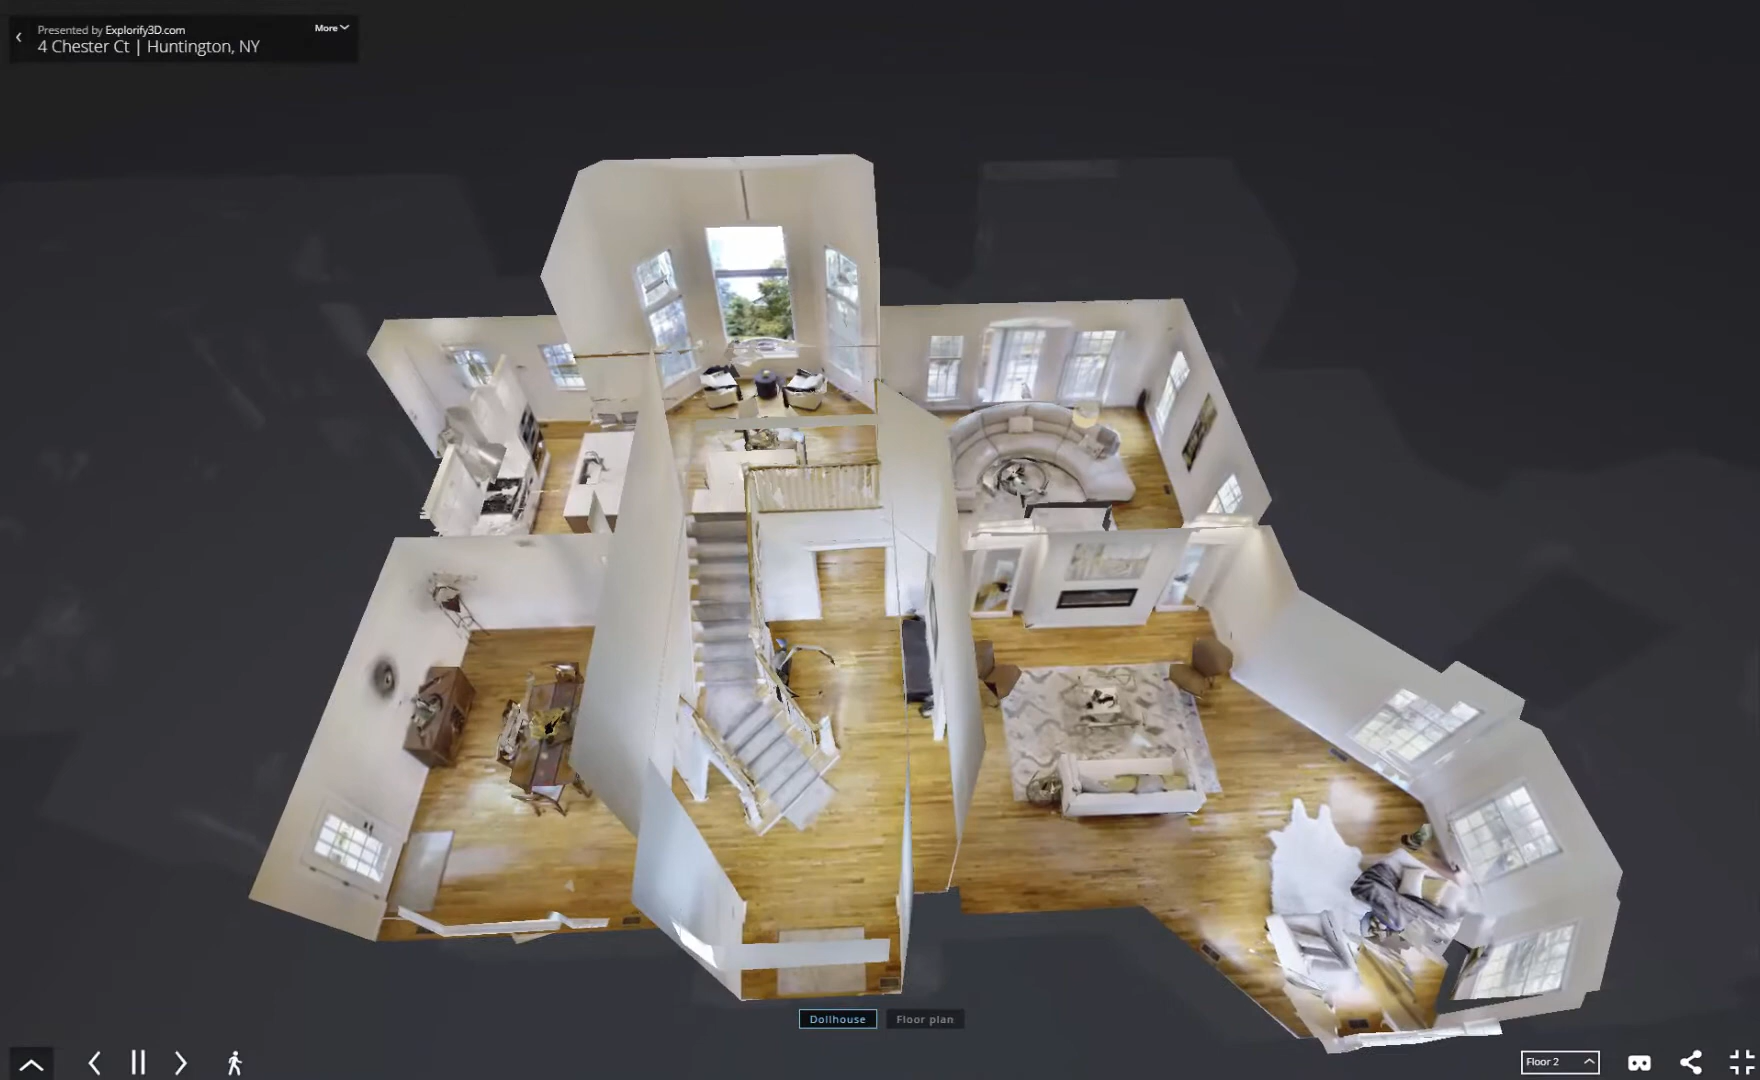 Presented by Explorify3D.com
More
4 Chester Ct | Huntington, NY
Dollhouse
Floor plan
Floor 2